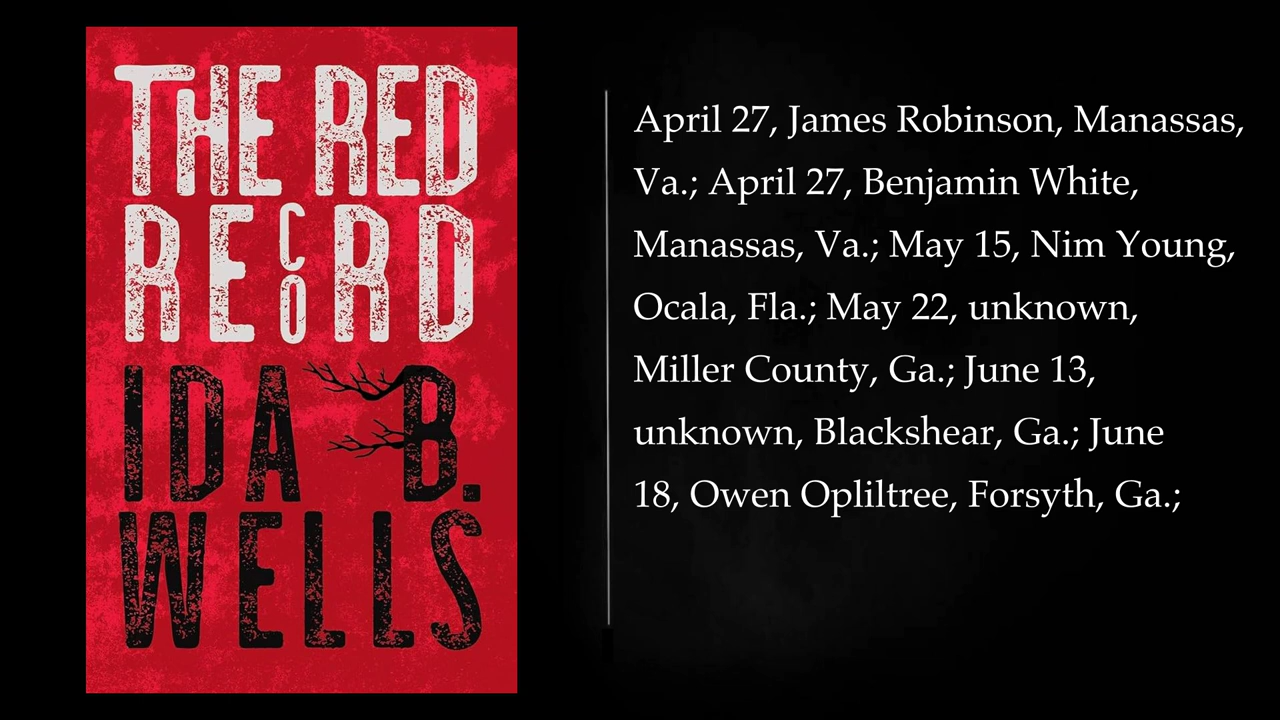 THE RED
RECORD
IDA B.
WELLS
April 27, James Robinson, Manassas,
Va.; April 27, Benjamin White,
Manassas, Va.; May 15, Nim Young,
Ocala, Fla.; May 22, unknown,
Miller County, Ga.; June 13,
unknown, Blackshear, Ga.; June
18, Owen Opliltree, Forsyth, Ga.;